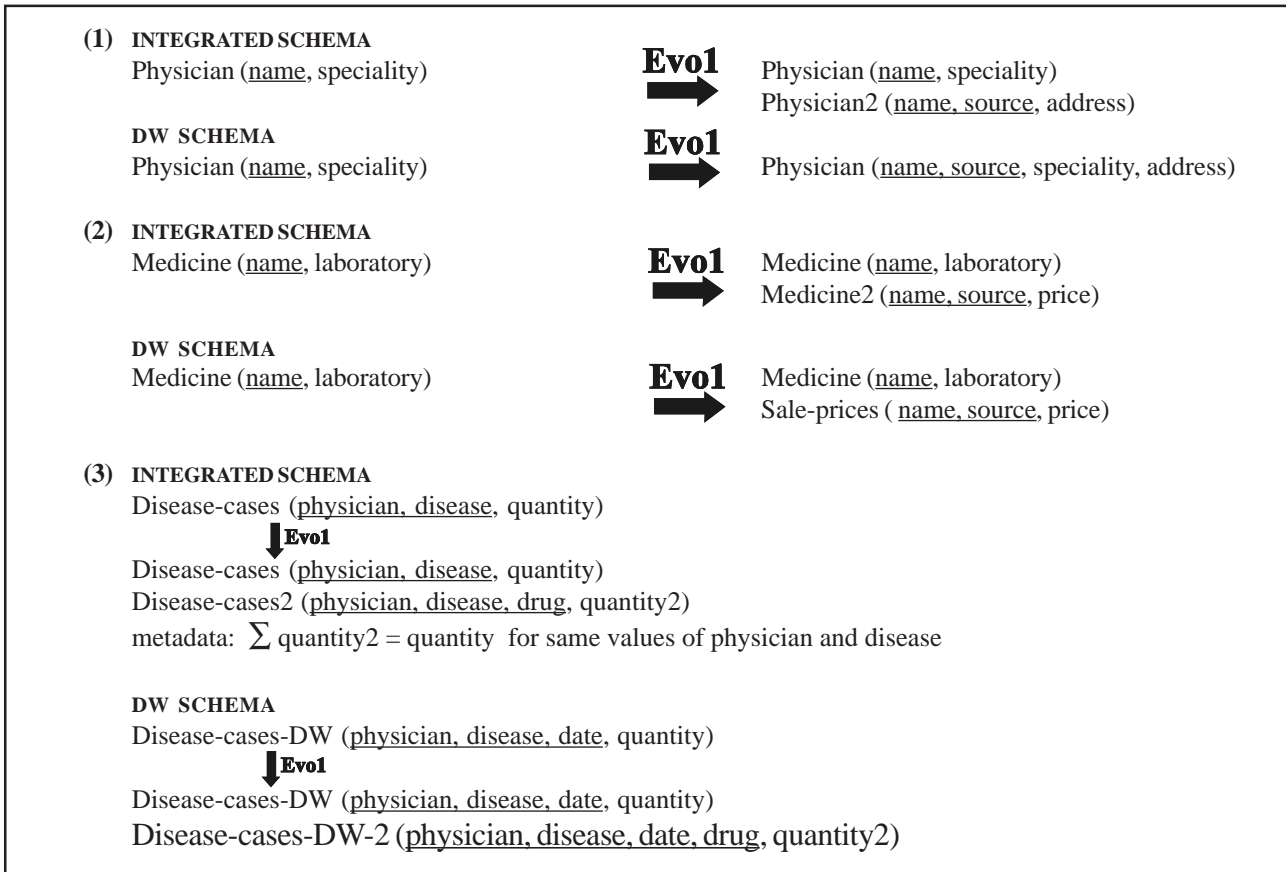 (1) INTEGRATED SCHEMA
Physician (name, speciality)
Evo1
Physician (name, speciality)
Physician2 (name, source, address)
DW SCHEMA
Physician (name, speciality)
Evo1
Physician (name, source, speciality, address)
(2) INTEGRATED SCHEMA
Medicine (name, laboratory)
Evo1
Medicine (name, laboratory)
Medicine2 (name, source, price)
DW SCHEMA
Medicine (name, laboratory)
Evo1
Medicine (name, laboratory)
Sale-prices ( name, source, price)
(3) INTEGRATED SCHEMA
Disease-cases (physician, disease, quantity)
Evo1
Disease-cases (physician, disease, quantity)
Disease-cases2 (physician, disease, drug, quantity2)
metadata: ∑ quantity2 = quantity for same values of physician and disease
DW SCHEMA
Disease-cases-DW (physician, disease, date, quantity)
Evo1
Disease-cases-DW (physician, disease, date, quantity)
Disease-cases-DW-2 (physician, disease, date, drug, quantity2)